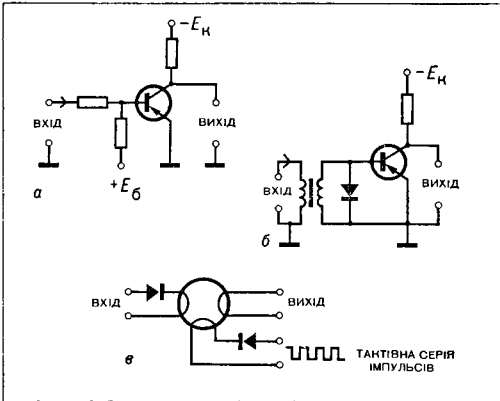 −Eк
ВХІД
ВИХІД
+Eб
а
−Eк
ВХІД
ВИХІД
б
ВХІД
ВИХІД
в
ТАКТІВНА СЕРІЯ
ІМПУЛЬСІВ